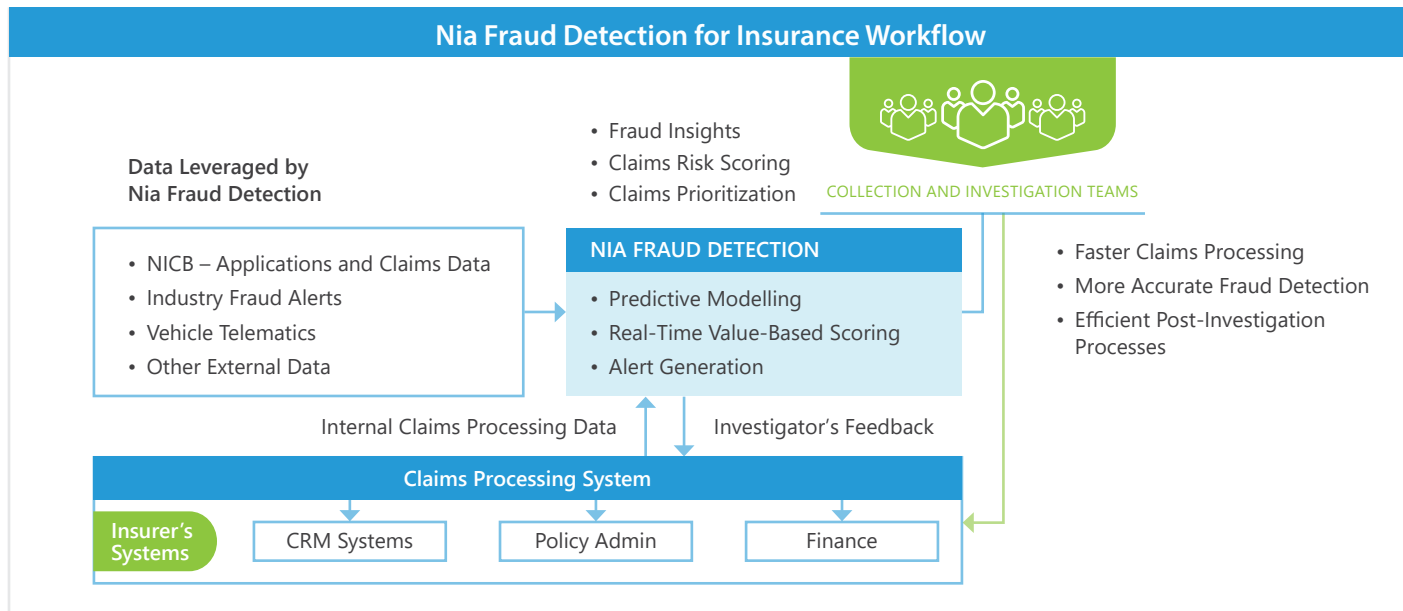 Nia Fraud Detection for Insurance Workflow
Data Leveraged by
Nia Fraud Detection
• NICB – Applications and Claims Data
• Industry Fraud Alerts
• Vehicle Telematics
• Other External Data
• Fraud Insights
• Claims Risk Scoring
• Claims Prioritization
NIA FRAUD DETECTION
• Predictive Modelling
• Real-Time Value-Based Scoring
• Alert Generation
COLLECTION AND INVESTIGATION TEAMS
• Faster Claims Processing
• More Accurate Fraud Detection
• Efficient Post-Investigation
Processes
Internal Claims Processing Data
Investigator’s Feedback
Claims Processing System
Insurer’s
Systems
CRM Systems
Policy Admin
Finance